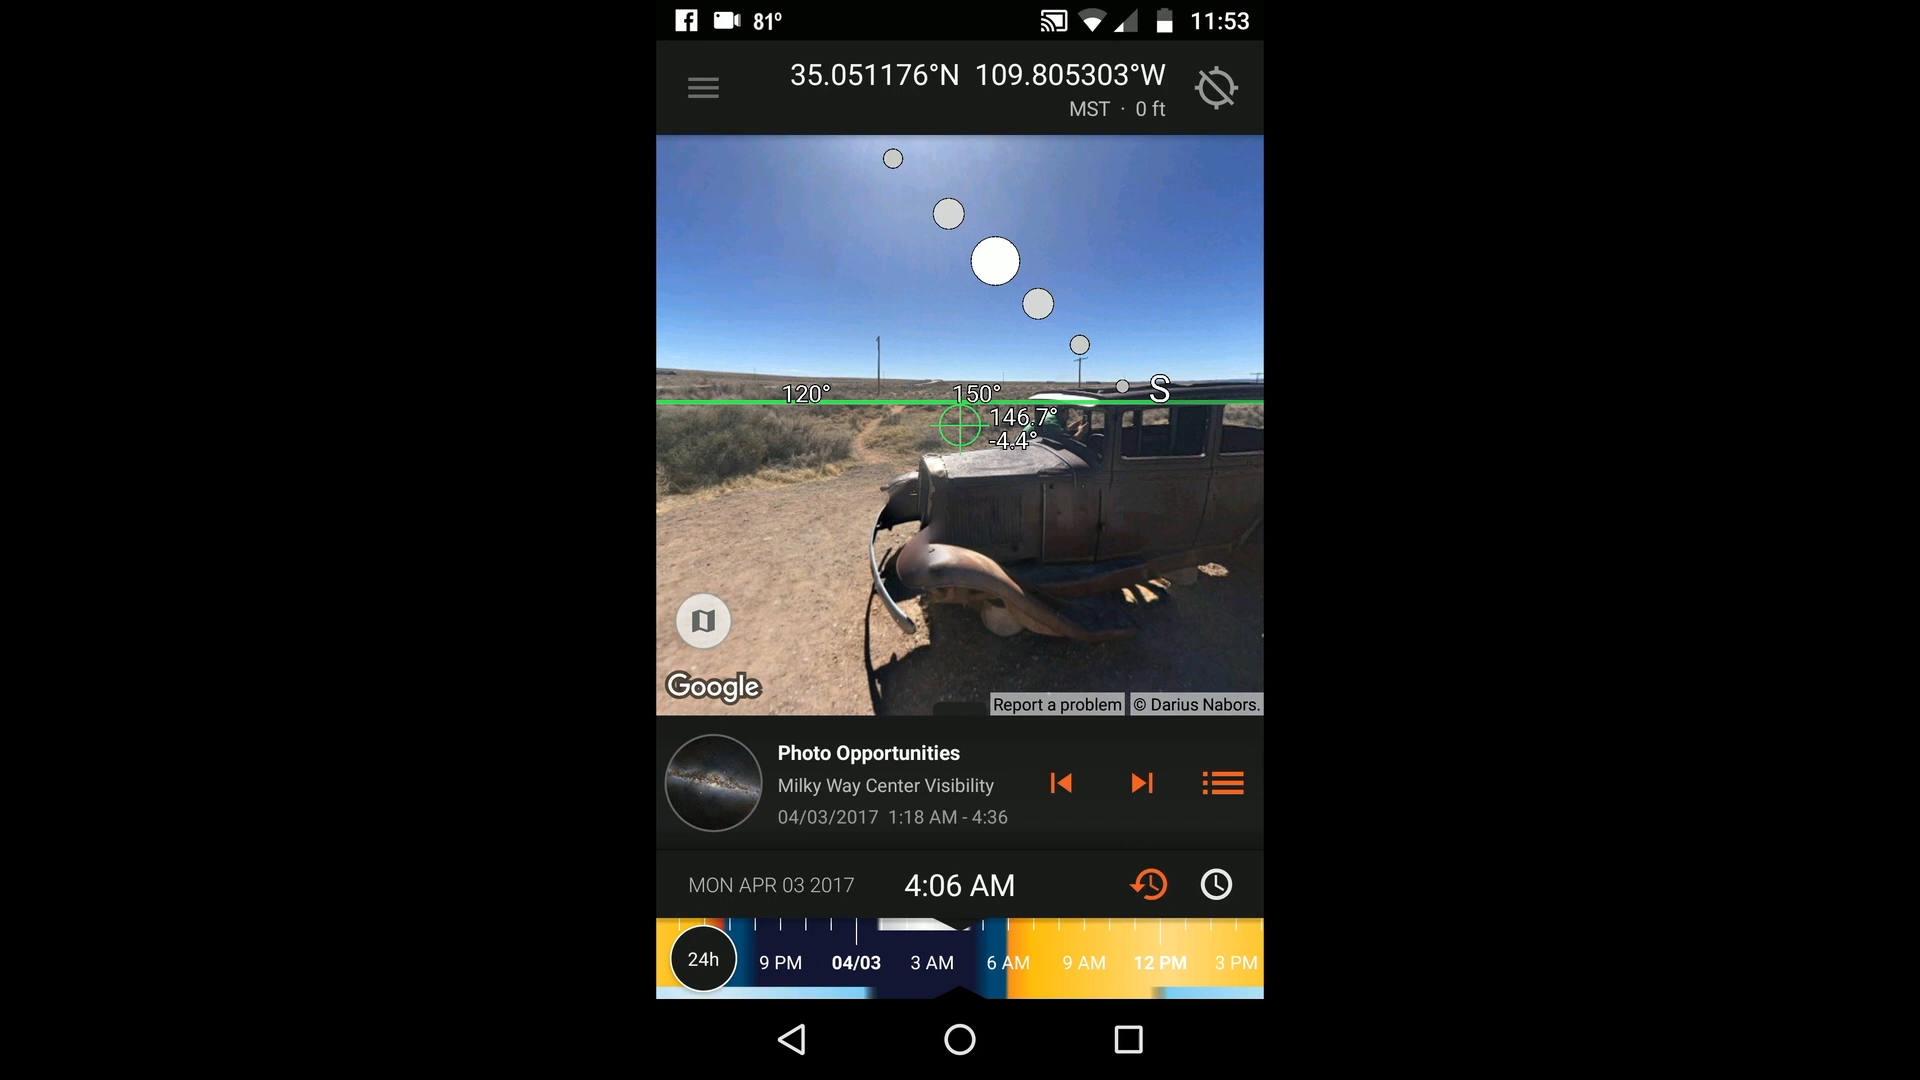 81° 11:53
35.051176°N 109.805303°W
MST · 0 ft
120° 150° S
146.7°
-4.4°
Google
Report a problem © Darius Nabors.
Photo Opportunities
Milky Way Center Visibility
04/03/2017 1:18 AM - 4:36
MON APR 03 2017 4:06 AM
24h 9 PM 04/03 3 AM 6 AM 9 AM 12 PM 3 PM